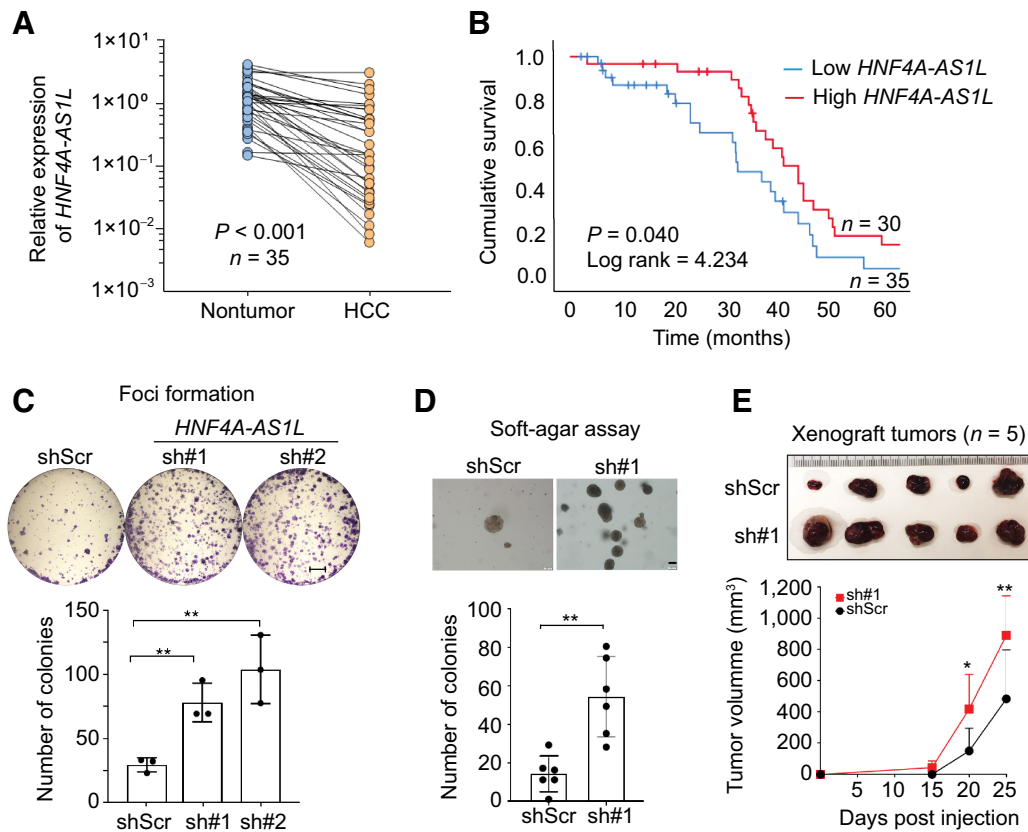 A
Relative expression
of HNF4A-AS1L
1×10¹
1×10⁰
1×10⁻¹
1×10⁻²
1×10⁻³
P < 0.001
n = 35
Nontumor HCC
B
Cumulative survival
1.0
0.8
0.6
0.4
0.2
0.0
Low HNF4A-AS1L
High HNF4A-AS1L
P = 0.040
Log rank = 4.234
n = 30
n = 35
0 10 20 30 40 50 60
Time (months)
C
Foci formation
HNF4A-AS1L
shScr sh#1 sh#2
Number of colonies
150
100
50
0
**
**
shScr sh#1 sh#2
D
Soft-agar assay
shScr sh#1
Number of colonies
100
80
60
40
20
0
**
shScr sh#1
E
Xenograft tumors (n = 5)
shScr
sh#1
Tumor volumme (mm³)
1,200
1,000
800
600
400
200
0
sh#1
shScr
*
**
5 10 15 20 25
Days post injection